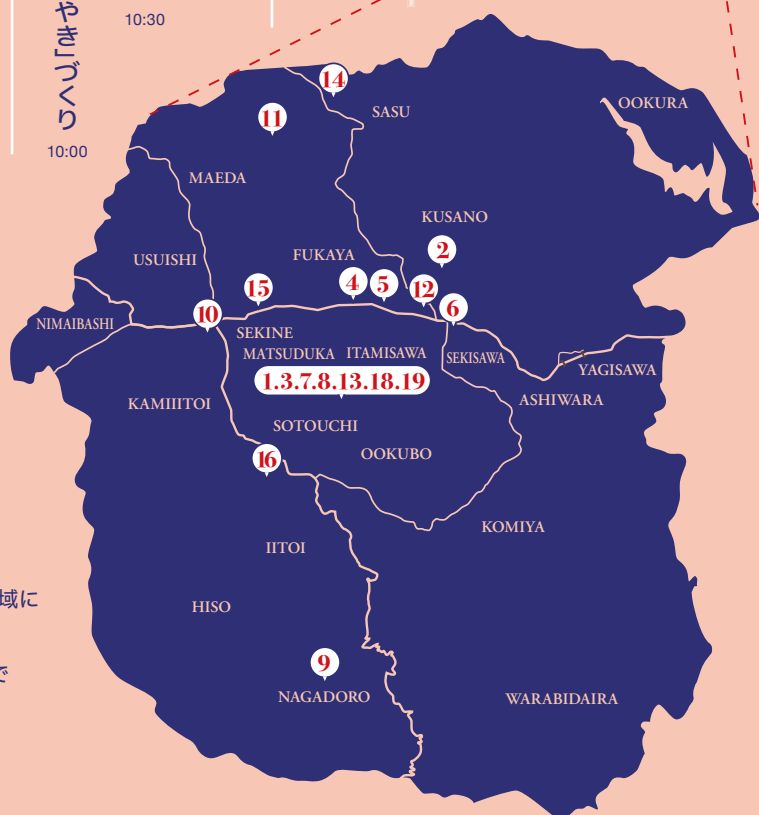 10:30
やき」づくり
10:00
14
11
SASU
OOKURA
MAEDA
KUSANO
2
USUISHI
FUKAYA
15
4
5
12
6
10
NIMAIBASHI
SEKINE
MATSUDUKA
ITAMISAWA
SEKISAWA
YAGISAWA
1.3.7.8.13.18.19
KAMIIITOI
ASHIWARA
SOTOUCHI
OOKUBO
16
KOMIYA
IITOI
域に
HISO
9
で
NAGADORO
WARABIDAIRA